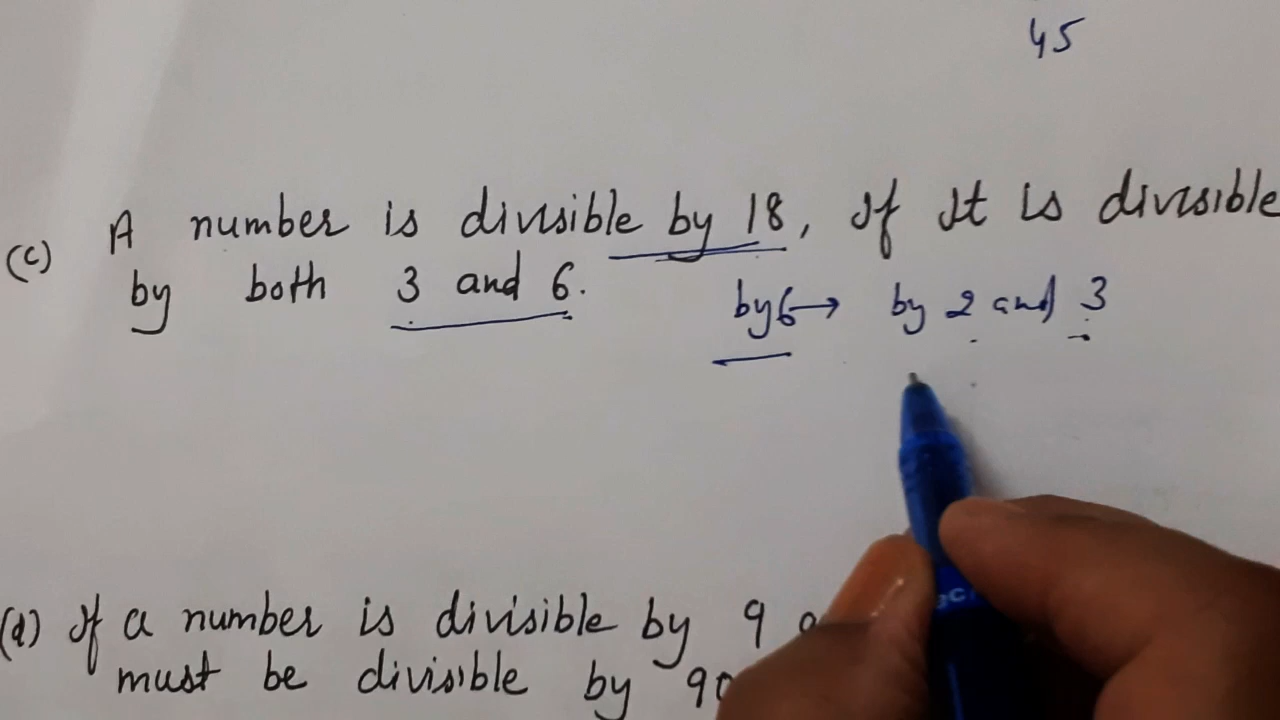 45
(c) A number is divisible by 18, if it is divisible
by both 3 and 6.
by 6 → by 2 and 3
(d) If a number is divisible by 9
must be divisible by 90